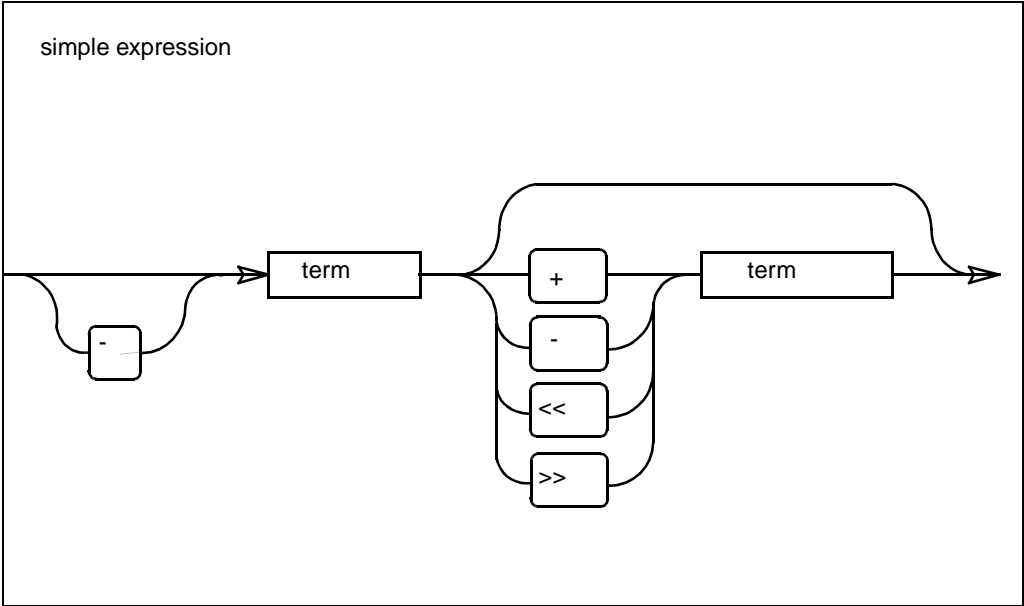 simple expression
term
+
term
-
-
<<
>>